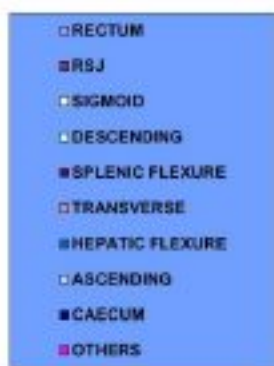 RECTUM
RSJ
SIGMOID
DESCENDING
SPLENIC FLEXURE
TRANSVERSE
HEPATIC FLEXURE
ASCENDING
CAECUM
OTHERS